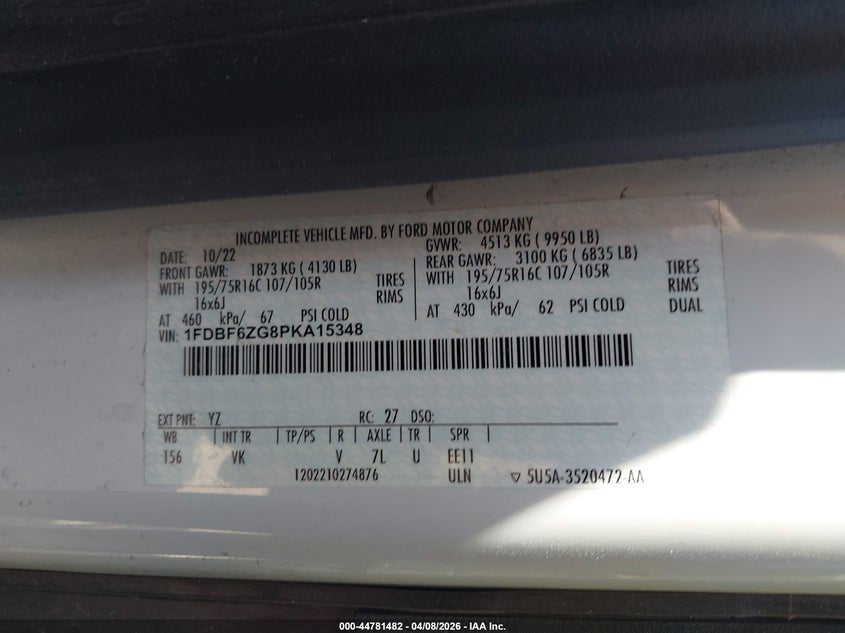 INCOMPLETE VEHICLE MFD. BY FORD MOTOR COMPANY
DATE: 10/22 GVWR: 4513 KG ( 9950 LB)
FRONT GAWR: 1873 KG ( 4130 LB) REAR GAWR: 3100 KG ( 6835 LB)
WITH 195/75R16C 107/105R TIRES WITH 195/75R16C 107/105R TIRES
16x6J RIMS 16x6J RIMS
AT 460 kPa/ 67 PSI COLD AT 430 kPa/ 62 PSI COLD DUAL
VIN: 1FDBF6ZG8PKA15348
EXT PNT: YZ RC: 27 DSO:
WB | INT TR | TP/PS | R | AXLE | TR | SPR |
156 VK V 7L U EE11
1202210274876 ULN ▽ 5U5A-3520472-AA
000-44781482 - 04/08/2026 - IAA Inc.